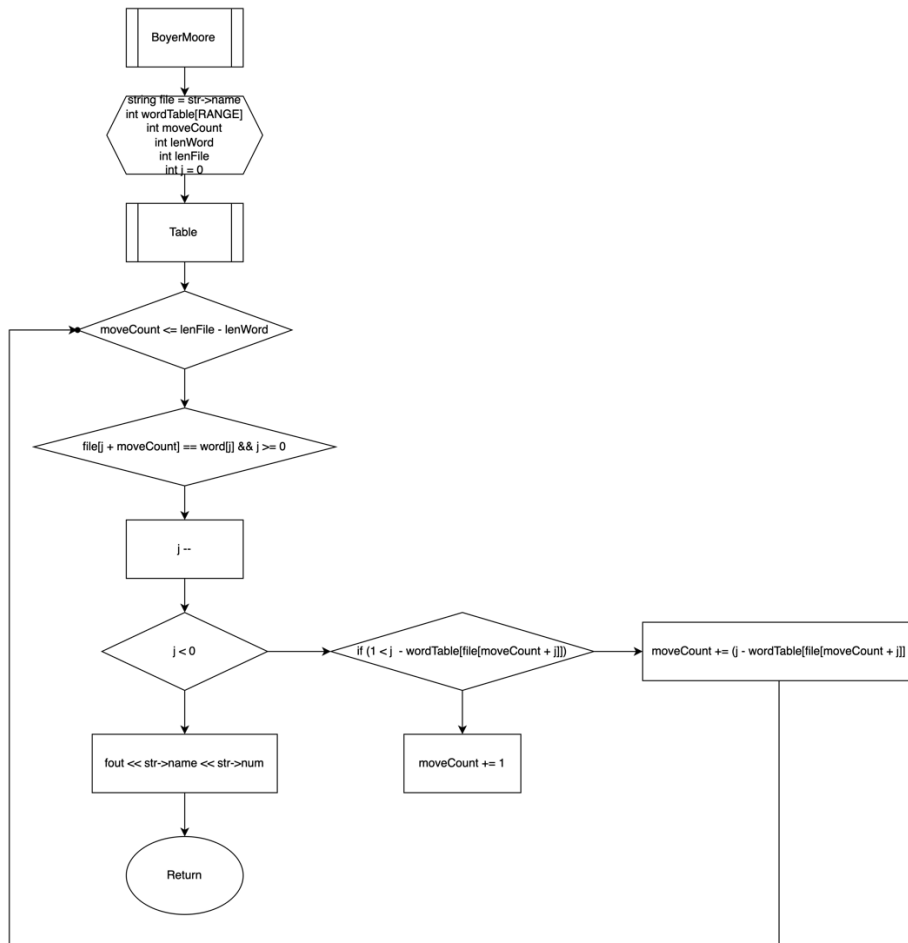 BoyerMoore
string file = str->name
int wordTable[RANGE]
int moveCount
int lenWord
int lenFile
int j = 0
Table
moveCount <= lenFile - lenWord
file[j + moveCount] == word[j] && j >= 0
j --
j < 0
if (1 < j - wordTable[file[moveCount + j]])
moveCount += (j - wordTable[file[moveCount + j]]
fout << str->name << str->num
moveCount += 1
Return